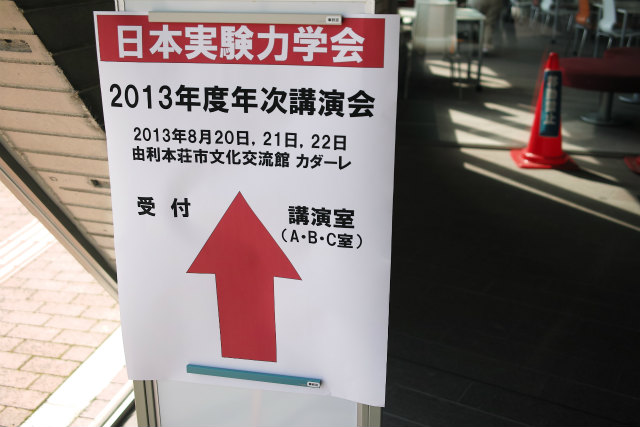 日本実験力学会
2013年度年次講演会
2013年8月20日, 21日, 22日
由利本荘市文化交流館 カダーレ
受 付
講演室
(A・B・C室)